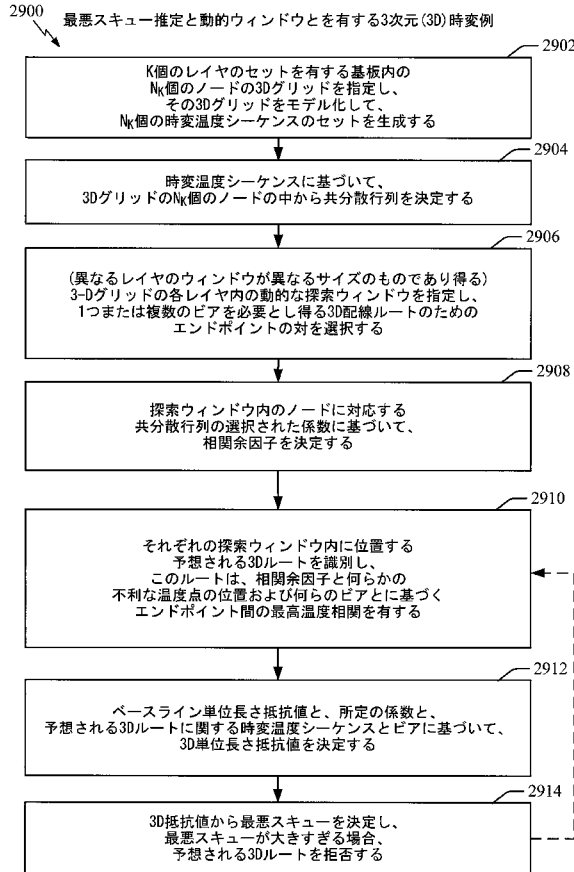 2900
最悪スキュー推定と動的ウィンドウとを有する3次元(3D)時変例
2902
K個のレイヤのセットを有する基板内の
NK個のノードの3Dグリッドを指定し、
その3Dグリッドをモデル化して、
NK個の時変温度シーケンスのセットを生成する
2904
時変温度シーケンスに基づいて、
3DグリッドのNK個のノードの中から共分散行列を決定する
2906
(異なるレイヤのウィンドウが異なるサイズのものであり得る)
3-Dグリッドの各レイヤ内の動的な探索ウィンドウを指定し、
1つまたは複数のビアを必要とし得る3D配線ルートのための
エンドポイントの対を選択する
2908
探索ウィンドウ内のノードに対応する
共分散行列の選択された係数に基づいて、
相関余因子を決定する
2910
それぞれの探索ウィンドウ内に位置する
予想される3Dルートを識別し、
このルートは、相関余因子と何らかの
不利な温度点の位置および何らのビアとに基づく
エンドポイント間の最高温度相関を有する
2912
ベースライン単位長さ抵抗値と、所定の係数と、
予想される3Dルートに関する時変温度シーケンスとビアに基づいて、
3D単位長さ抵抗値を決定する
2914
3D抵抗値から最悪スキューを決定し、
最悪スキューが大きすぎる場合、
予想される3Dルートを拒否する